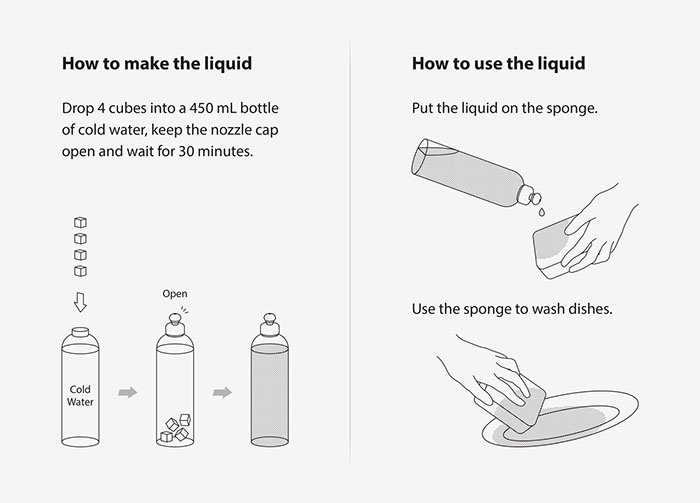 How to make the liquid
Drop 4 cubes into a 450 mL bottle
of cold water, keep the nozzle cap
open and wait for 30 minutes.
Open
Cold
Water
How to use the liquid
Put the liquid on the sponge.
Use the sponge to wash dishes.